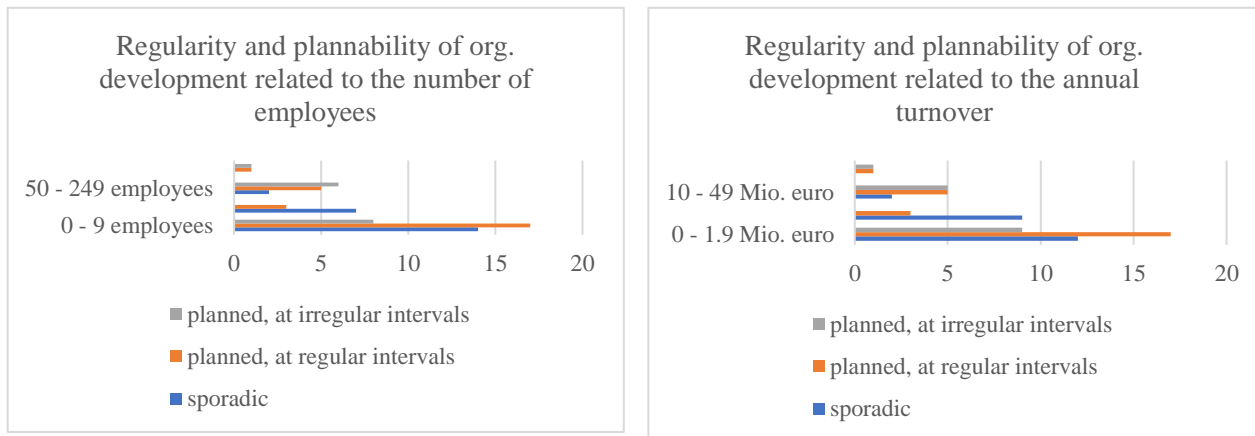 Regularity and plannability of org.
development related to the number of
employees
50 - 249 employees
0 - 9 employees
0 5 10 15 20
planned, at irregular intervals
planned, at regular intervals
sporadic
Regularity and plannability of org.
development related to the annual
turnover
10 - 49 Mio. euro
0 - 1.9 Mio. euro
0 5 10 15 20
planned, at irregular intervals
planned, at regular intervals
sporadic